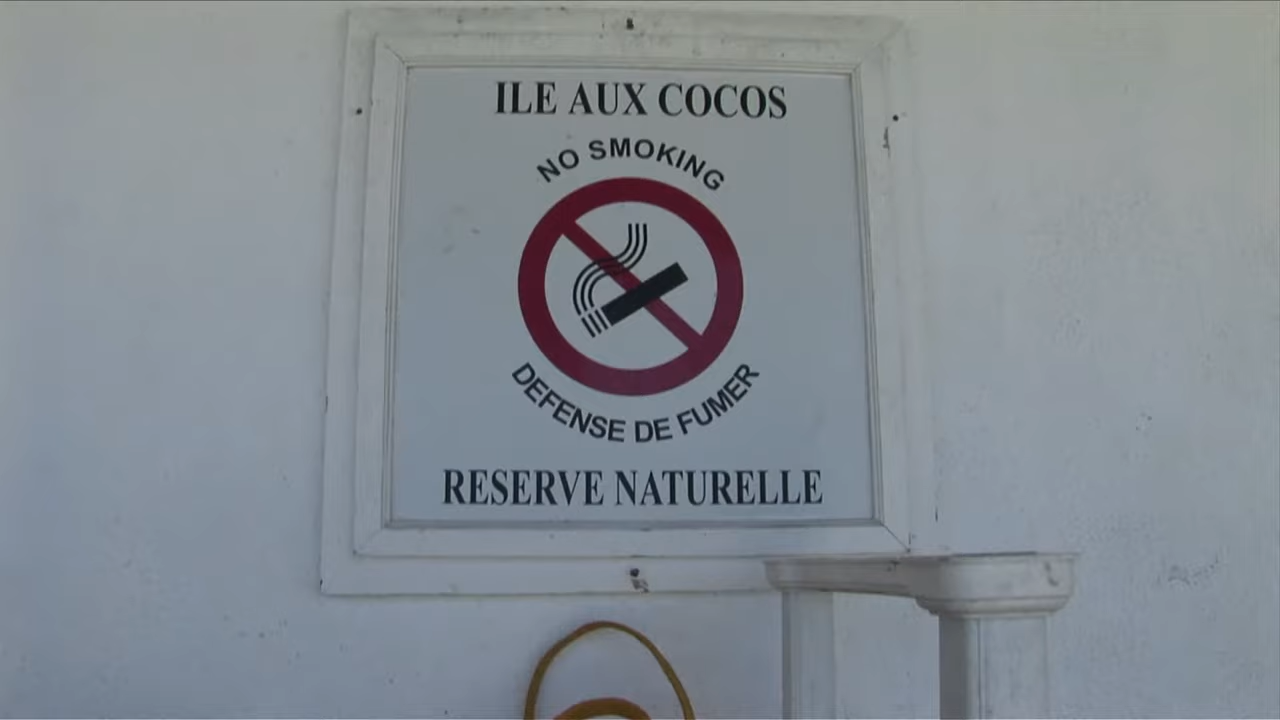 ILE AUX COCOS
NO SMOKING
DEFENSE DE FUMER
RESERVE NATURELLE